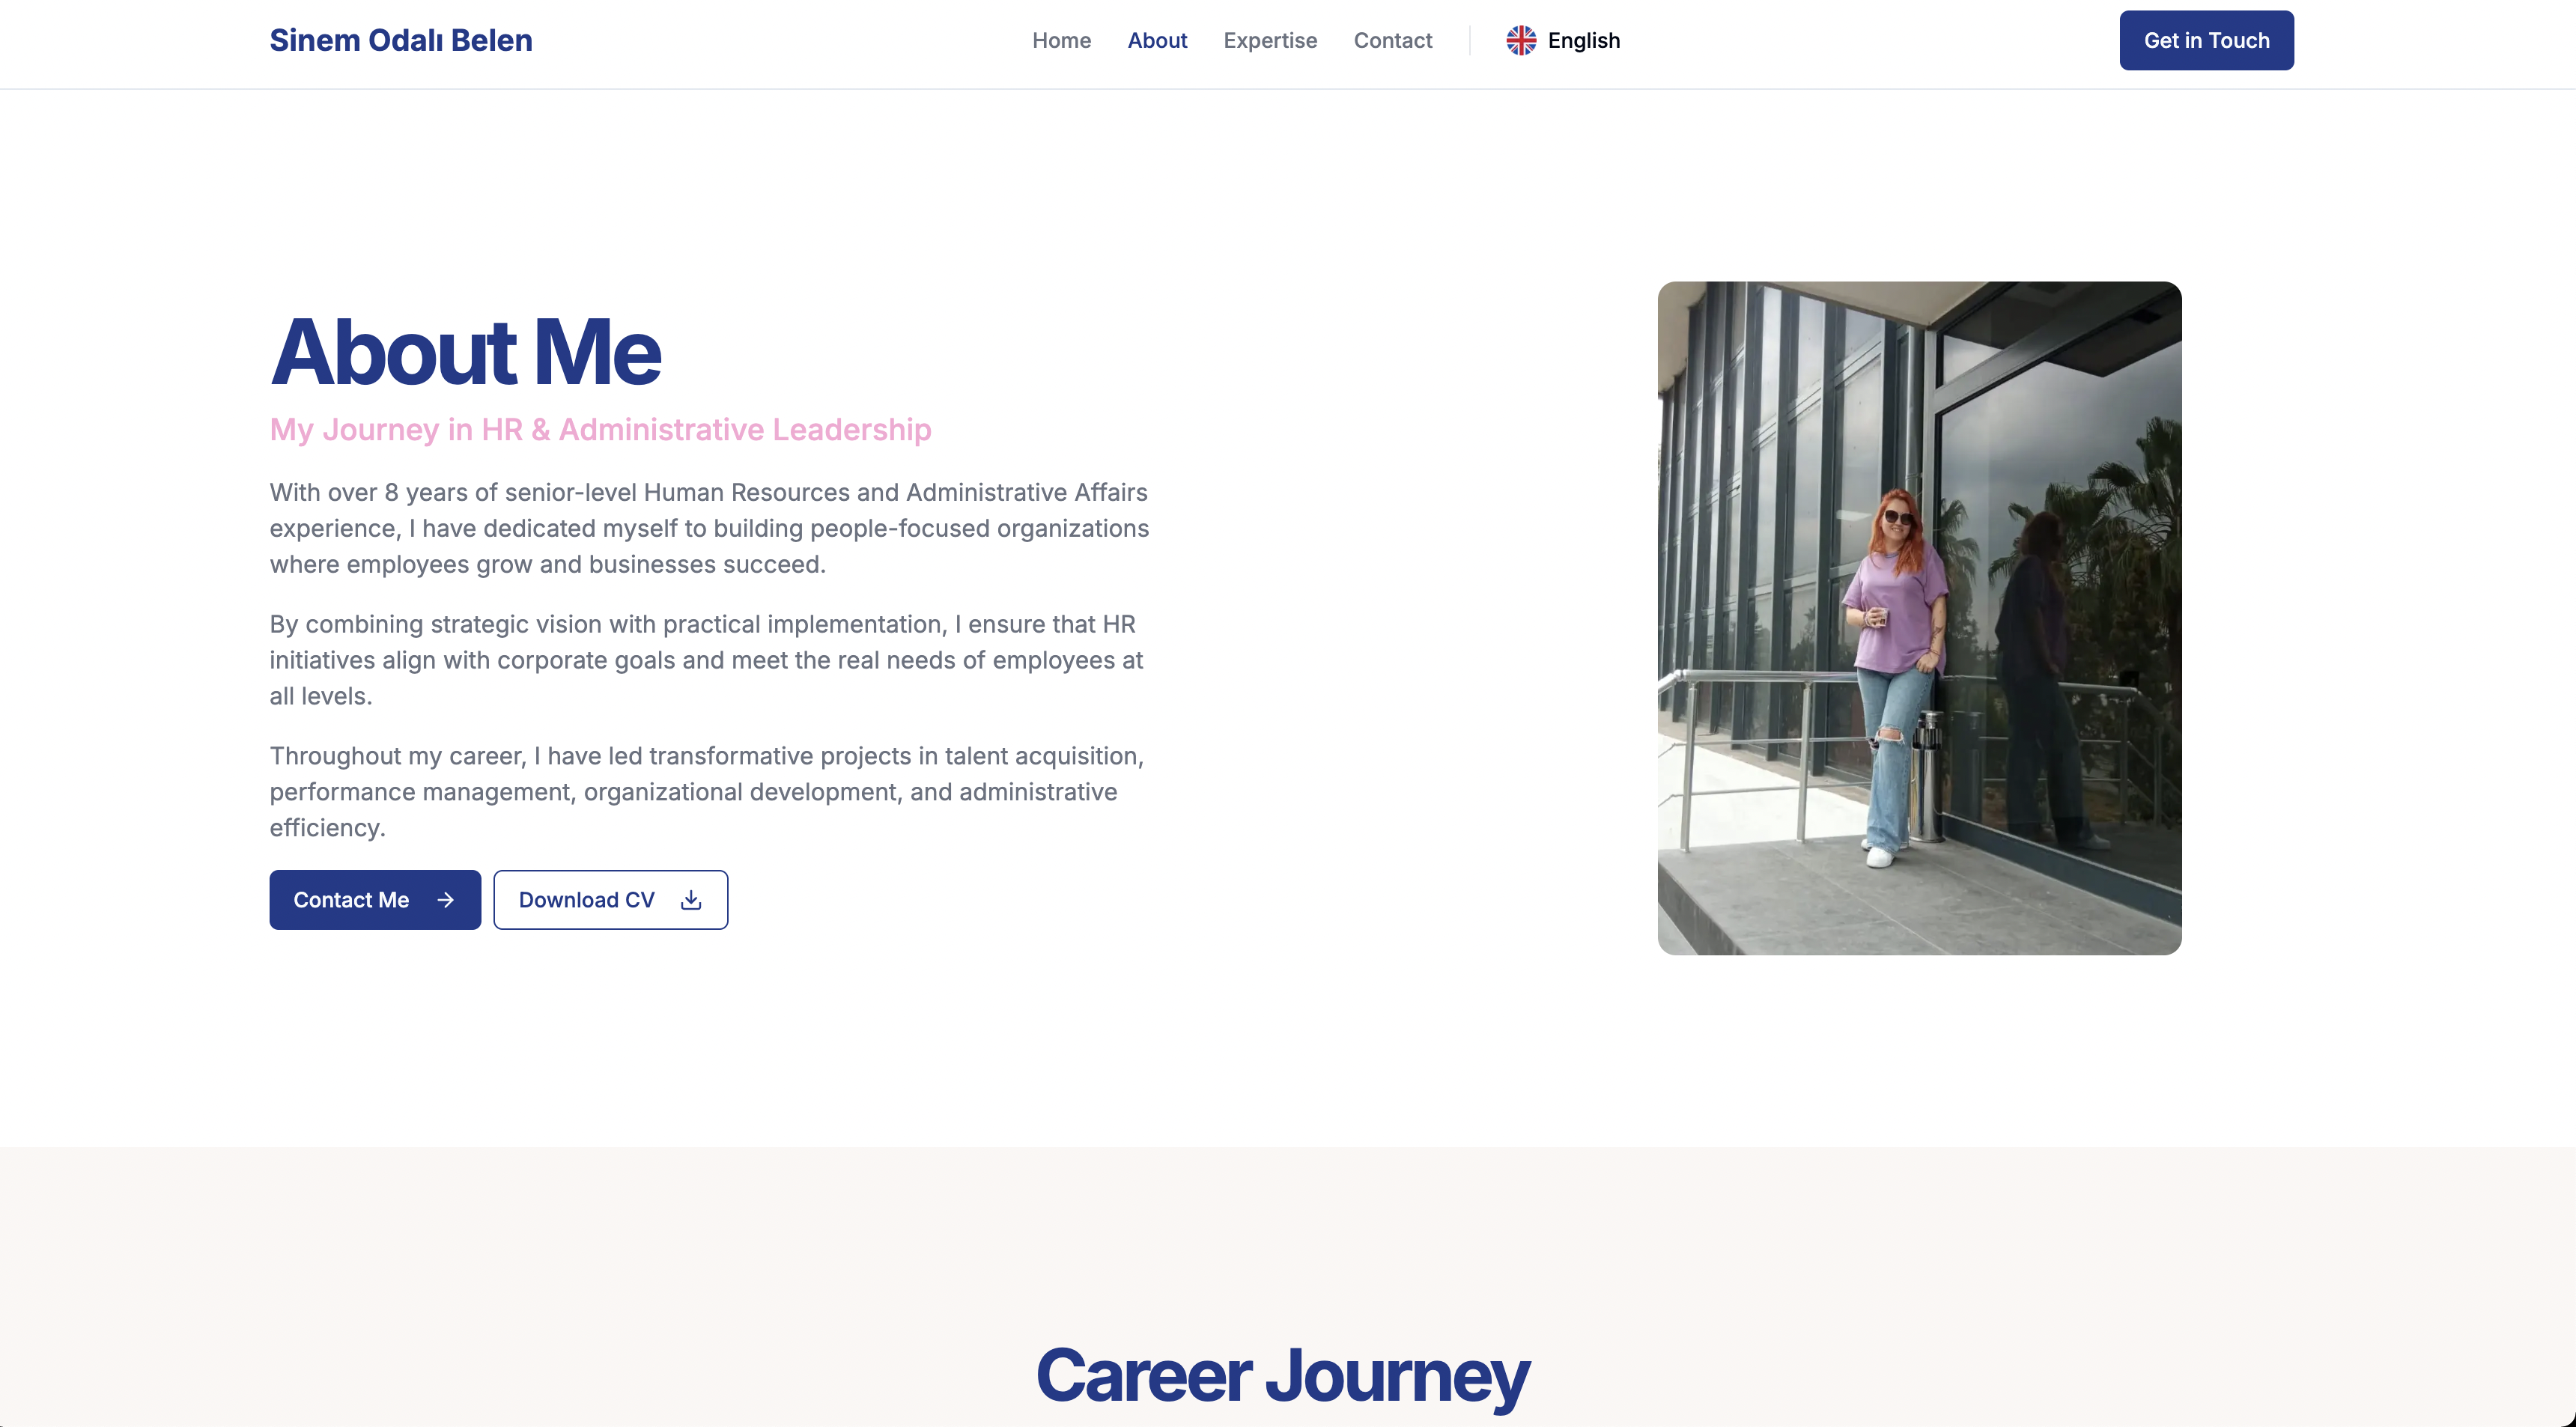 Sinem Odalı Belen
Home
About
Expertise
Contact
English
Get in Touch
About Me
My Journey in HR & Administrative Leadership
With over 8 years of senior-level Human Resources and Administrative Affairs
experience, I have dedicated myself to building people-focused organizations
where employees grow and businesses succeed.
By combining strategic vision with practical implementation, I ensure that HR
initiatives align with corporate goals and meet the real needs of employees at
all levels.
Throughout my career, I have led transformative projects in talent acquisition,
performance management, organizational development, and administrative
efficiency.
Contact Me
Download CV
Career Journey